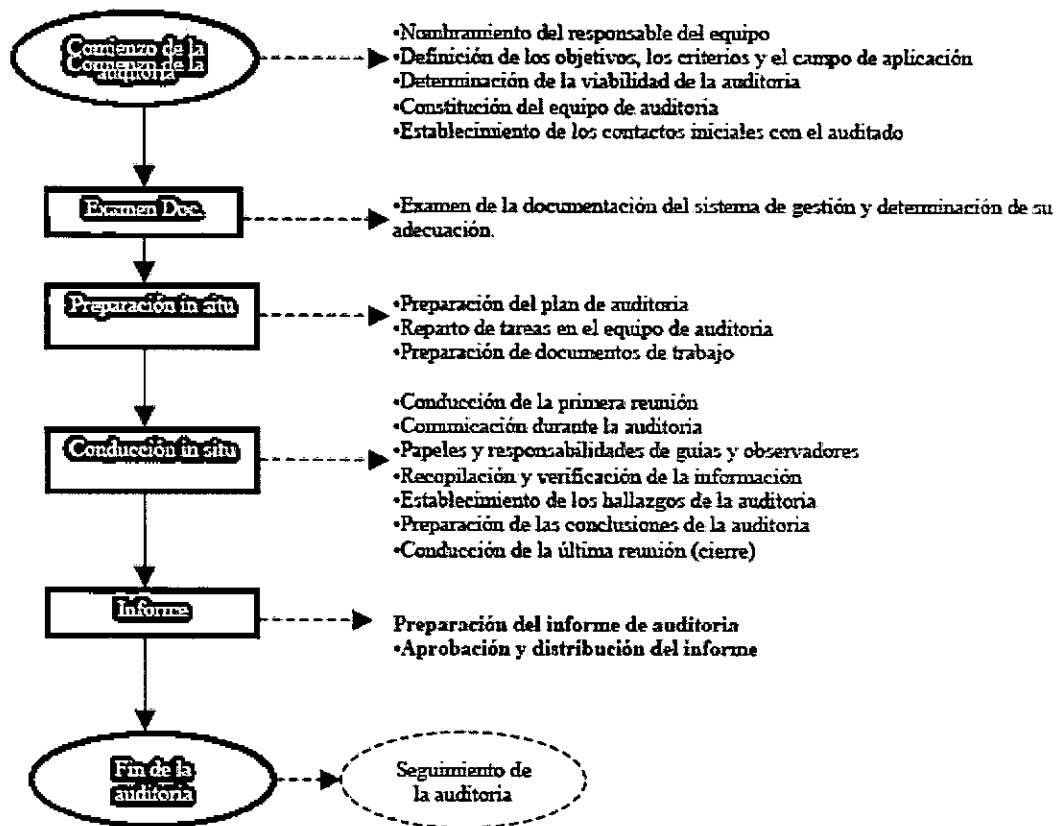 Comienzo de la
Comienzo de la
auditoria
•Nombramiento del responsable del equipo
•Definición de los objetivos, los criterios y el campo de aplicación
•Determinación de la viabilidad de la auditoria
•Constitución del equipo de auditoria
•Establecimiento de los contactos iniciales con el auditado
Examen Doc.
•Examen de la documentación del sistema de gestión y determinación de su
adecuación.
Preparación in situ
•Preparación del plan de auditoria
•Reparto de tareas en el equipo de auditoria
•Preparación de documentos de trabajo
Conducción in situ
•Conducción de la primera reunión
•Comunicación durante la auditoria
•Papeles y responsabilidades de guías y observadores
•Recopilación y verificación de la información
•Establecimiento de los hallazgos de la auditoria
•Preparación de las conclusiones de la auditoria
•Conducción de la última reunión (cierre)
Informe
Preparación del informe de auditoria
•Aprobación y distribución del informe
Fin de la
auditoria
Seguimiento de
la auditoria